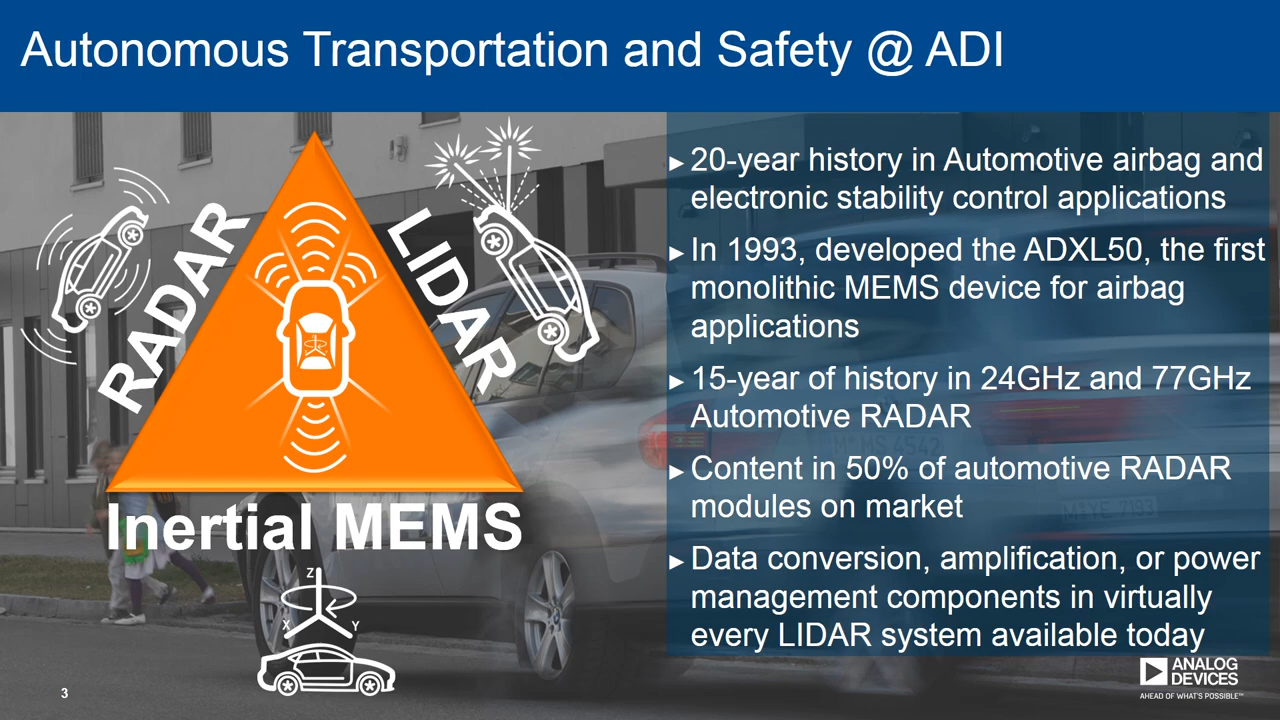 Autonomous Transportation and Safety @ ADI
RADAR
LIDAR
Inertial MEMS
Z
X
Y
►20-year history in Automotive airbag and
electronic stability control applications
►In 1993, developed the ADXL50, the first
monolithic MEMS device for airbag
applications
►15-year of history in 24GHz and 77GHz
Automotive RADAR
►Content in 50% of automotive RADAR
modules on market
►Data conversion, amplification, or power
management components in virtually
every LIDAR system available today
3
ANALOG
DEVICES
AHEAD OF WHAT'S POSSIBLE™